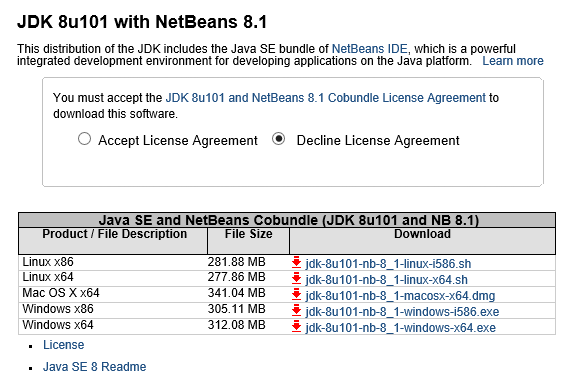 JDK 8u101 with NetBeans 8.1
This distribution of the JDK includes the Java SE bundle of NetBeans IDE, which is a powerful
integrated development environment for developing applications on the Java platform. Learn more
You must accept the JDK 8u101 and NetBeans 8.1 Cobundle License Agreement to
download this software.
Accept License Agreement Decline License Agreement
Java SE and NetBeans Cobundle (JDK 8u101 and NB 8.1)
Product / File Description File Size Download
Linux x86 281.88 MB jdk-8u101-nb-8_1-linux-i586.sh
Linux x64 277.86 MB jdk-8u101-nb-8_1-linux-x64.sh
Mac OS X x64 341.04 MB jdk-8u101-nb-8_1-macosx-x64.dmg
Windows x86 305.11 MB jdk-8u101-nb-8_1-windows-i586.exe
Windows x64 312.08 MB jdk-8u101-nb-8_1-windows-x64.exe
License
Java SE 8 Readme